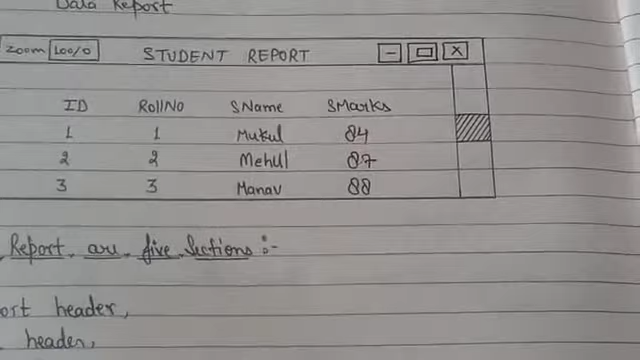 Data Report
Zoom 100% STUDENT REPORT - X
ID RollNo SName SMarks
1 1 Mukul 84
2 2 Mehul 87
3 3 Manav 88
Report are five Sections :-
ort header,
header,